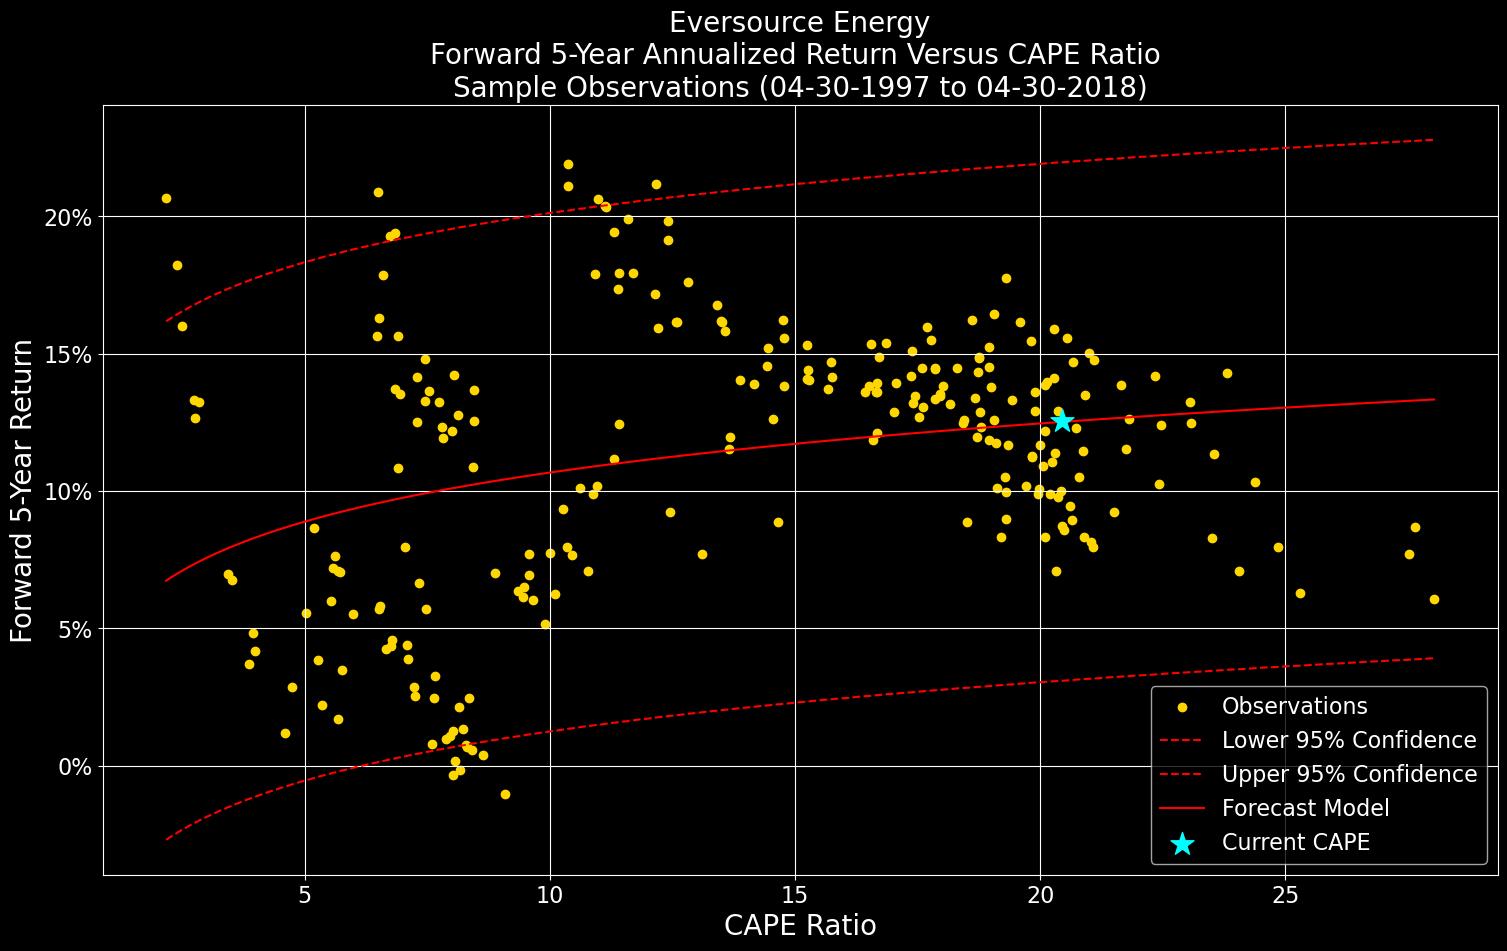 Eversource Energy
Forward 5-Year Annualized Return Versus CAPE Ratio
Sample Observations (04-30-1997 to 04-30-2018)
Forward 5-Year Return
20%
15%
10%
5%
0%
5
10
15
20
25
CAPE Ratio
Observations
Lower 95% Confidence
Upper 95% Confidence
Forecast Model
Current CAPE